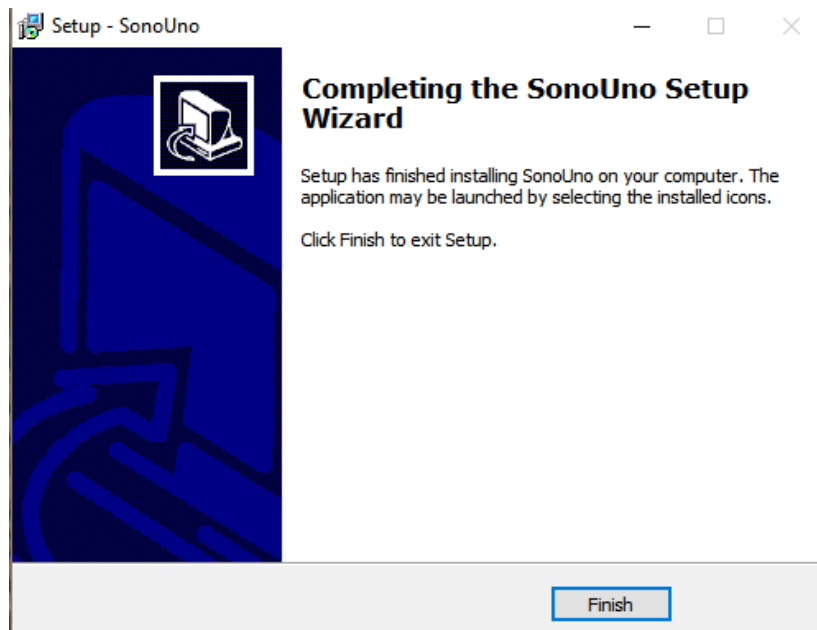 Setup - SonoUno
Completing the SonoUno Setup
Wizard
Setup has finished installing SonoUno on your computer. The
application may be launched by selecting the installed icons.
Click Finish to exit Setup.
Finish